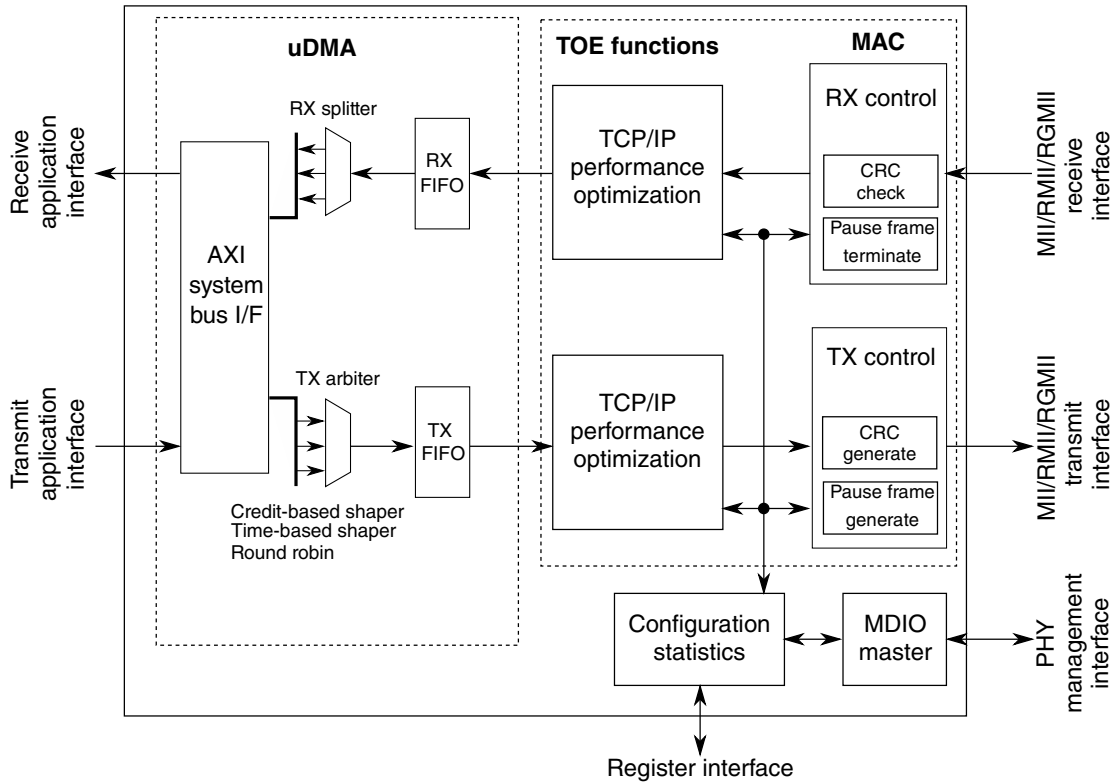 uDMA
TOE functions
MAC
RX splitter
RX
FIFO
TCP/IP
performance
optimization
RX control
CRC
check
Pause frame
terminate
Receive
application
interface
MII/RMII/RGMII
receive
interface
AXI
system
bus I/F
TX arbiter
TX
FIFO
TCP/IP
performance
optimization
TX control
CRC
generate
Pause frame
generate
Transmit
application
interface
MII/RMII/RGMII
transmit
interface
Credit-based shaper
Time-based shaper
Round robin
Configuration
statistics
MDIO
master
PHY
management
interface
Register interface